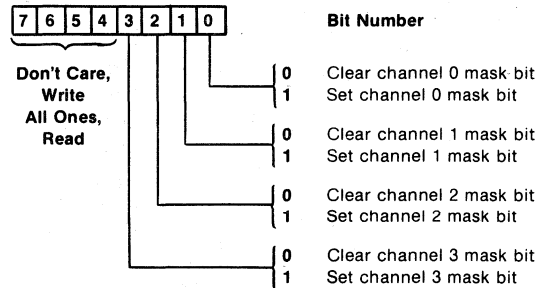 7 6 5 4 3 2 1 0 Bit Number
Don't Care,
Write
All Ones,
Read
0 Clear channel 0 mask bit
1 Set channel 0 mask bit
0 Clear channel 1 mask bit
1 Set channel 1 mask bit
0 Clear channel 2 mask bit
1 Set channel 2 mask bit
0 Clear channel 3 mask bit
1 Set channel 3 mask bit